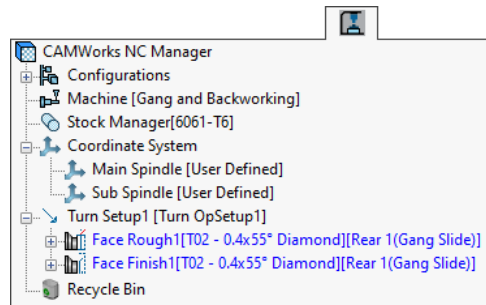 CAMWorks NC Manager
Configurations
Machine [Gang and Backworking]
Stock Manager[6061-T6]
Coordinate System
Main Spindle [User Defined]
Sub Spindle [User Defined]
Turn Setup1 [Turn OpSetup1]
Face Rough1[T02 - 0.4x55° Diamond][Rear 1(Gang Slide)]
Face Finish1[T02 - 0.4x55° Diamond][Rear 1(Gang Slide)]
Recycle Bin